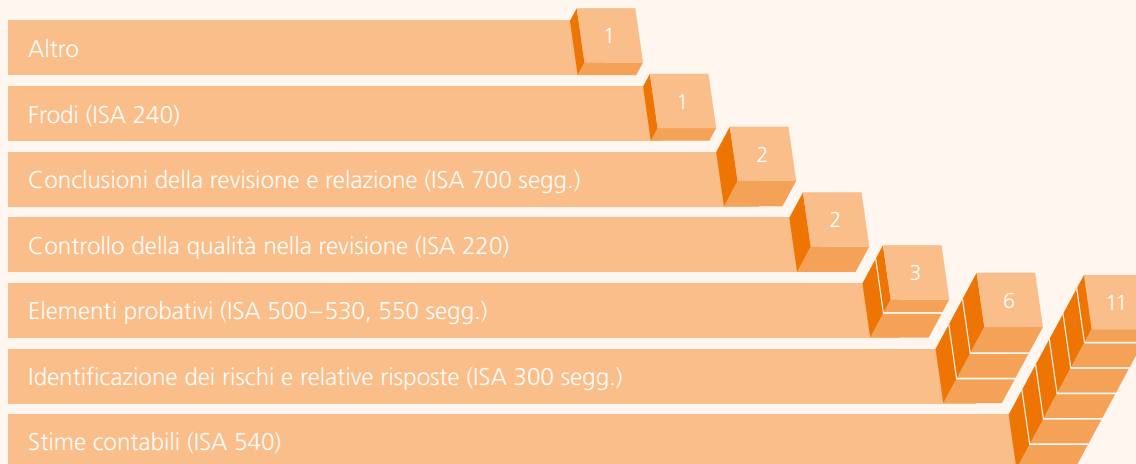 Altro 1
Frodi (ISA 240) 1
Conclusioni della revisione e relazione (ISA 700 segg.) 2
Controllo della qualità nella revisione (ISA 220) 2
Elementi probativi (ISA 500–530, 550 segg.) 3
Identificazione dei rischi e relative risposte (ISA 300 segg.) 6
Stime contabili (ISA 540) 11